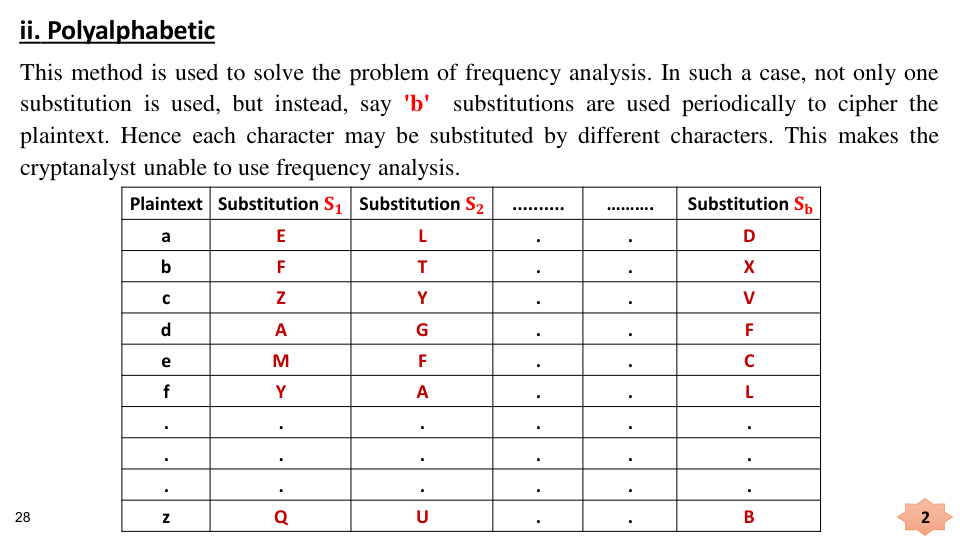 ii. Polyalphabetic
This method is used to solve the problem of frequency analysis. In such a case, not only one
substitution is used, but instead, say 'b' substitutions are used periodically to cipher the
plaintext. Hence each character may be substituted by different characters. This makes the
cryptanalyst unable to use frequency analysis.
Plaintext Substitution S₁ Substitution S₂ .......... .......... Substitution S_b
a E L . . D
b F T . . X
c Z Y . . V
d A G . . F
e M F . . C
f Y A . . L
. . . . . .
. . . . . .
. . . . . .
z Q U . . B
28
2